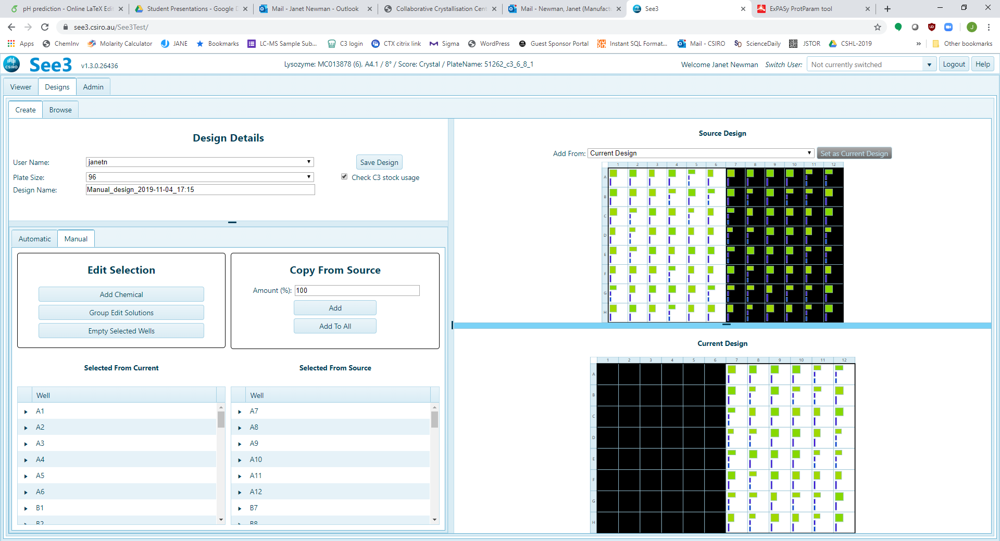 pH prediction - Online LaTeX Edi
Student Presentations - Google D
Mail - Janet Newman - Outlook
Collaborative Crystallisation Cent
Mail - Newman, Janet (Manufact
See3
ExPASy ProtParam tool
see3.csiro.au/See3Test/
J
Apps
ChemInv
Molarity Calculator
JANE
Bookmarks
LC-MS Sample Sub...
C3 login
CTX citrix link
Sigma
WordPress
Guest Sponsor Portal
Instant SQL Format...
Mail - CSIRO
ScienceDaily
JSTOR
CSHL-2019
»
Other bookmarks
CSIRO
See3 v1.3.0.26436
Lysozyme: MC013878 (6), A4.1 / 8° / Score: Crystal / PlateName: 51262_c3_6_8_1
Welcome Janet Newman
Switch User:
Not currently switched
Logout
Help
Viewer
Designs
Admin
Create
Browse
Design Details
User Name:
janetn
Save Design
Plate Size:
96
Check C3 stock usage
Design Name:
Manual_design_2019-11-04_17:15
Automatic
Manual
Edit Selection
Add Chemical
Group Edit Solutions
Empty Selected Wells
Copy From Source
Amount (%):
100
Add
Add To All
Selected From Current
Well
A1
A2
A3
A4
A5
A6
B1
B2
Selected From Source
Well
A7
A8
A9
A10
A11
A12
B7
B8
Source Design
Add From:
Current Design
Set as Current Design
1 2 3 4 5 6 7 8 9 10 11 12
A
B
C
D
E
F
G
H
Current Design
1 2 3 4 5 6 7 8 9 10 11 12
A
B
C
D
E
F
G
H